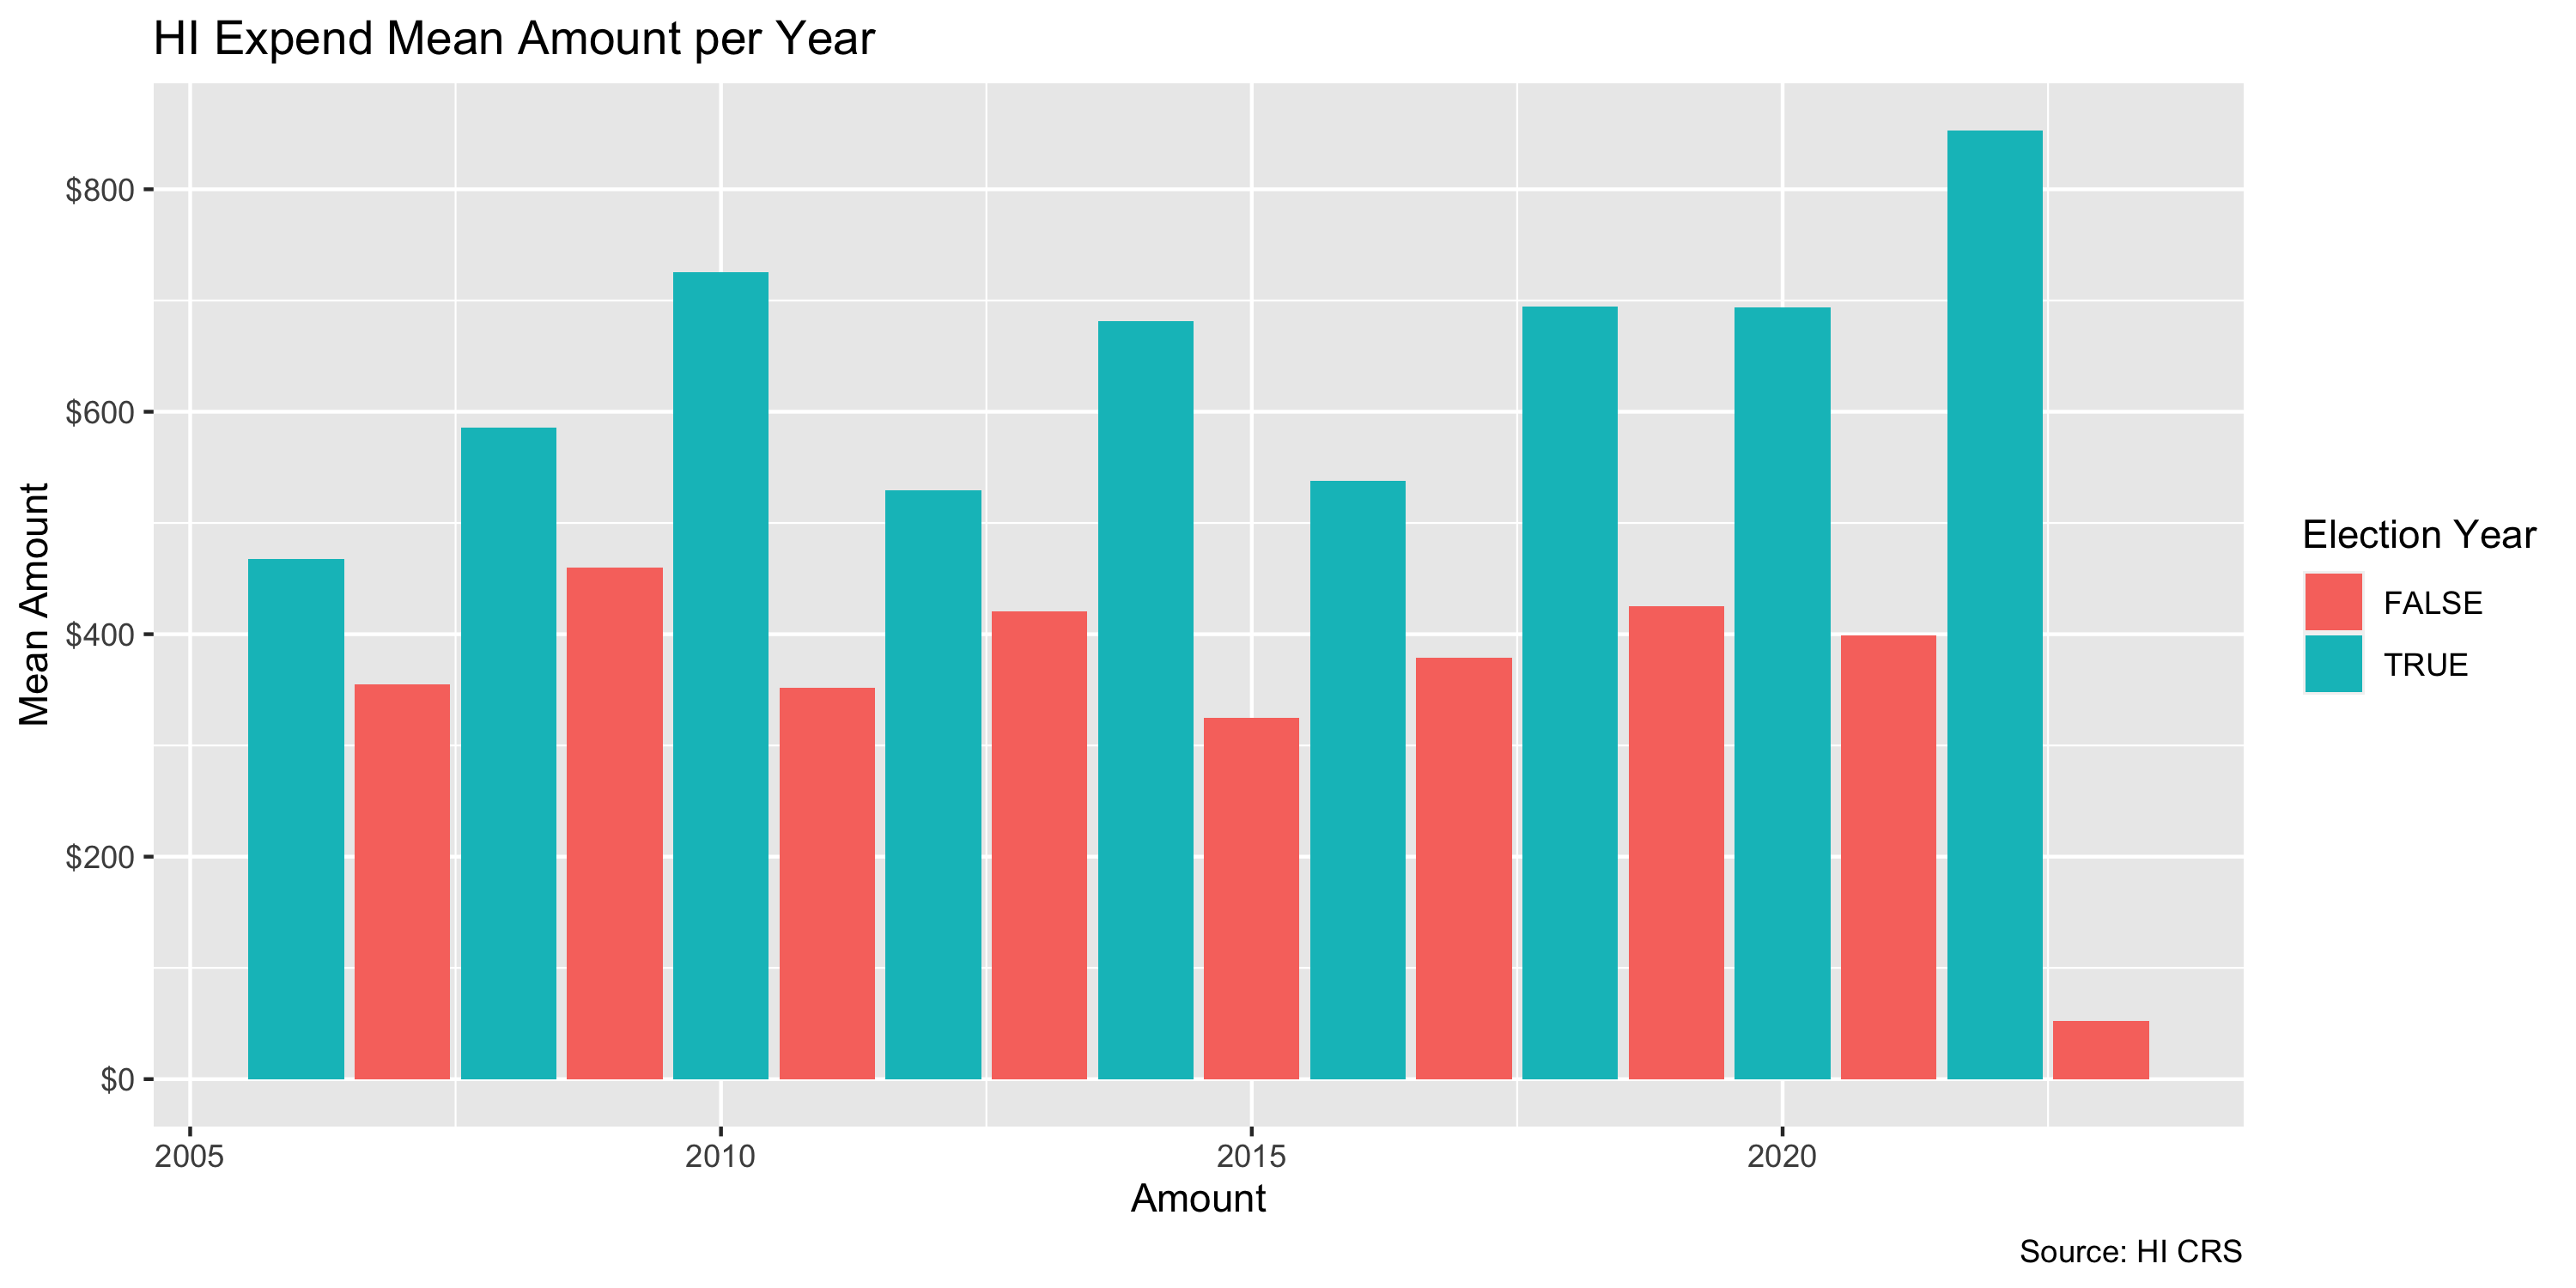 HI Expend Mean Amount per Year
Mean Amount
$800
$600
$400
$200
$0
2005 2010 2015 2020
Amount
Election Year
FALSE
TRUE
Source: HI CRS